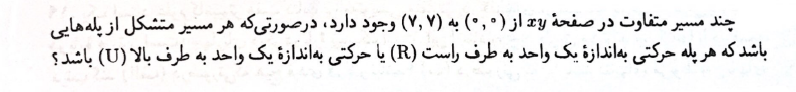 چند مسیر متفاوت در صفحهٔ xy از (۰,۰) به (۷,۷) وجود دارد، درصورتی‌که هر مسیر متشکل از پله‌هایی
باشد که هر پله حرکتی به‌اندازهٔ یک واحد به طرف راست (R) یا حرکتی به‌اندازهٔ یک واحد به طرف بالا (U) باشد؟